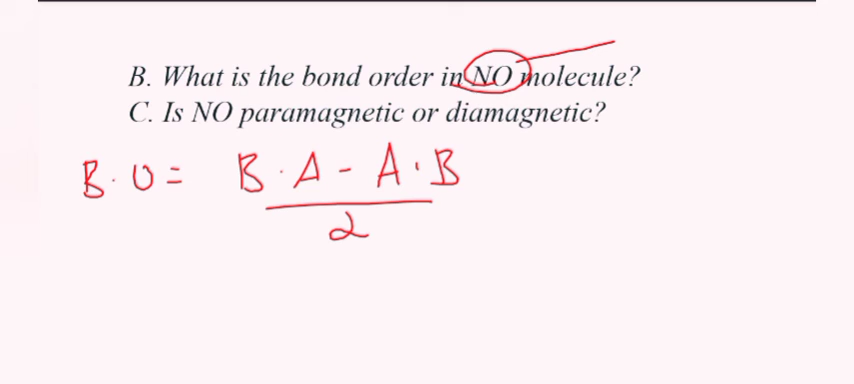 B. What is the bond order in NO molecule?
C. Is NO paramagnetic or diamagnetic?
B.O = B.A - A.B
2